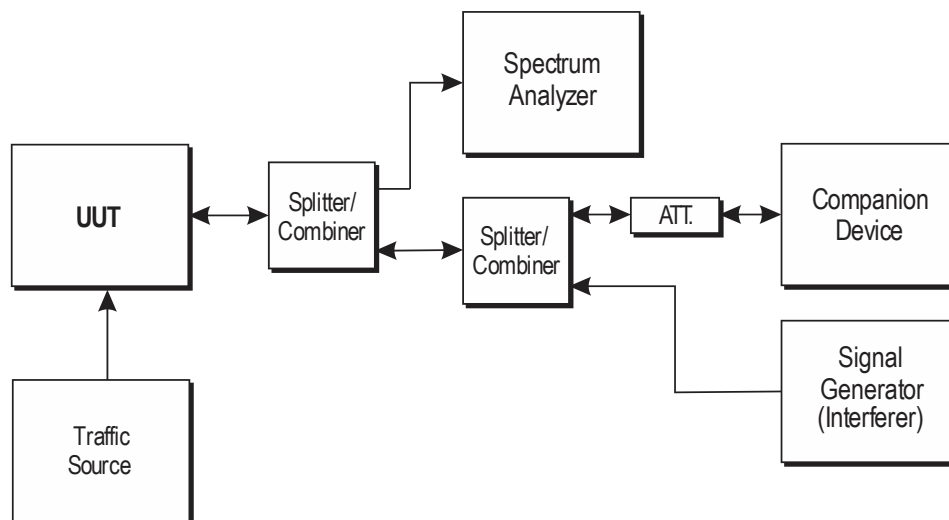 Spectrum
Analyzer
UUT
Splitter/
Combiner
Splitter/
Combiner
ATT.
Companion
Device
Signal
Generator
(Interferer)
Traffic
Source